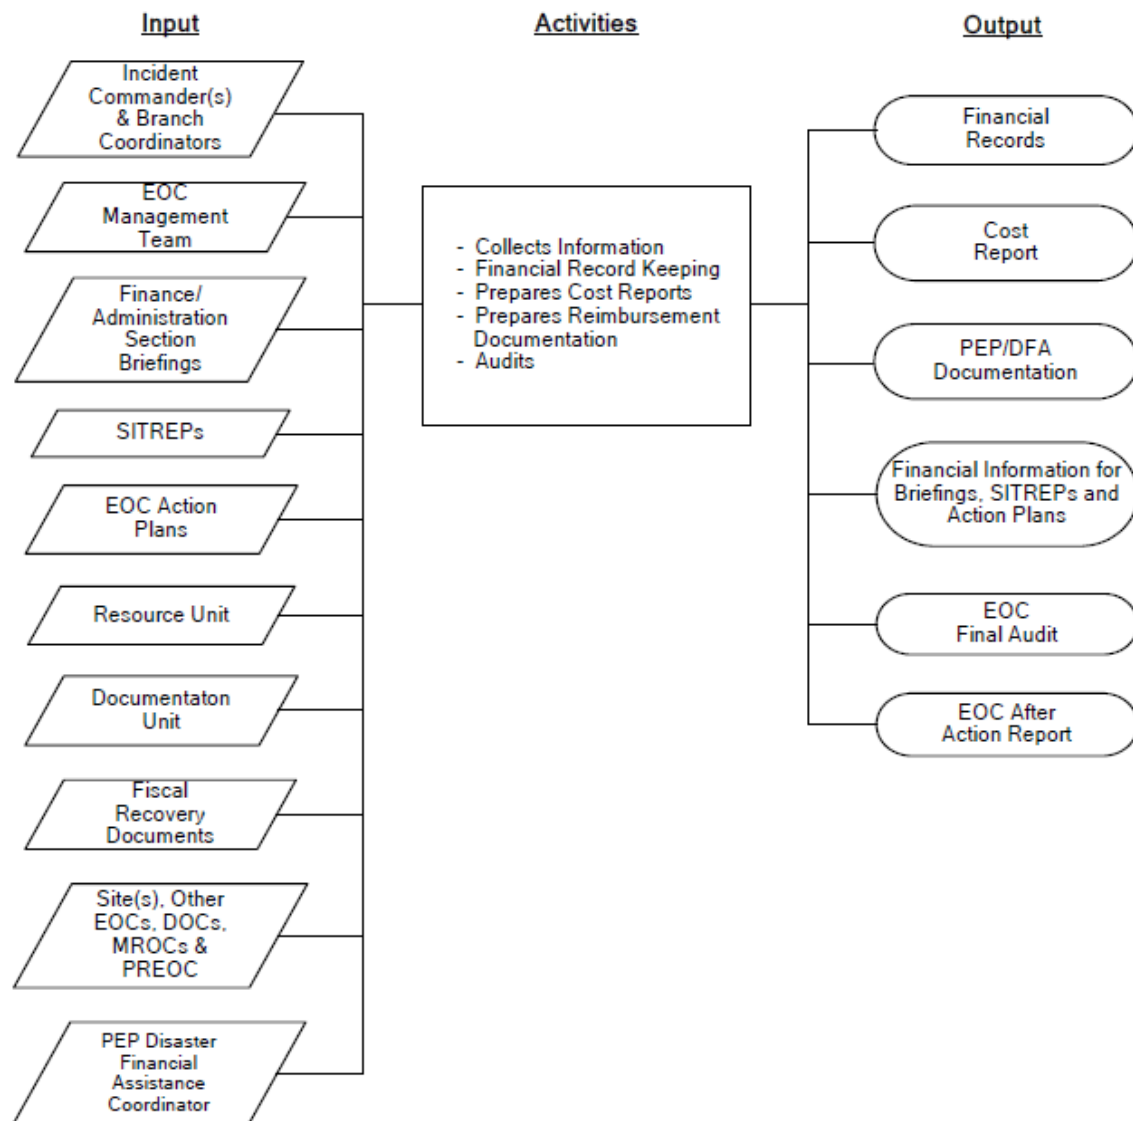 Input
Activities
Output
Incident
Commander(s)
& Branch
Coordinators
EOC
Management
Team
Finance/
Administration
Section
Briefings
SITREPs
EOC Action
Plans
Resource Unit
Documentaton
Unit
Fiscal
Recovery
Documents
Site(s), Other
EOCs, DOCs,
MROCs &
PREOC
PEP Disaster
Financial
Assistance
Coordinator
- Collects Information
- Financial Record Keeping
- Prepares Cost Reports
- Prepares Reimbursement
Documentation
- Audits
Financial
Records
Cost
Report
PEP/DFA
Documentation
Financial Information for
Briefings, SITREPs and
Action Plans
EOC
Final Audit
EOC After
Action Report